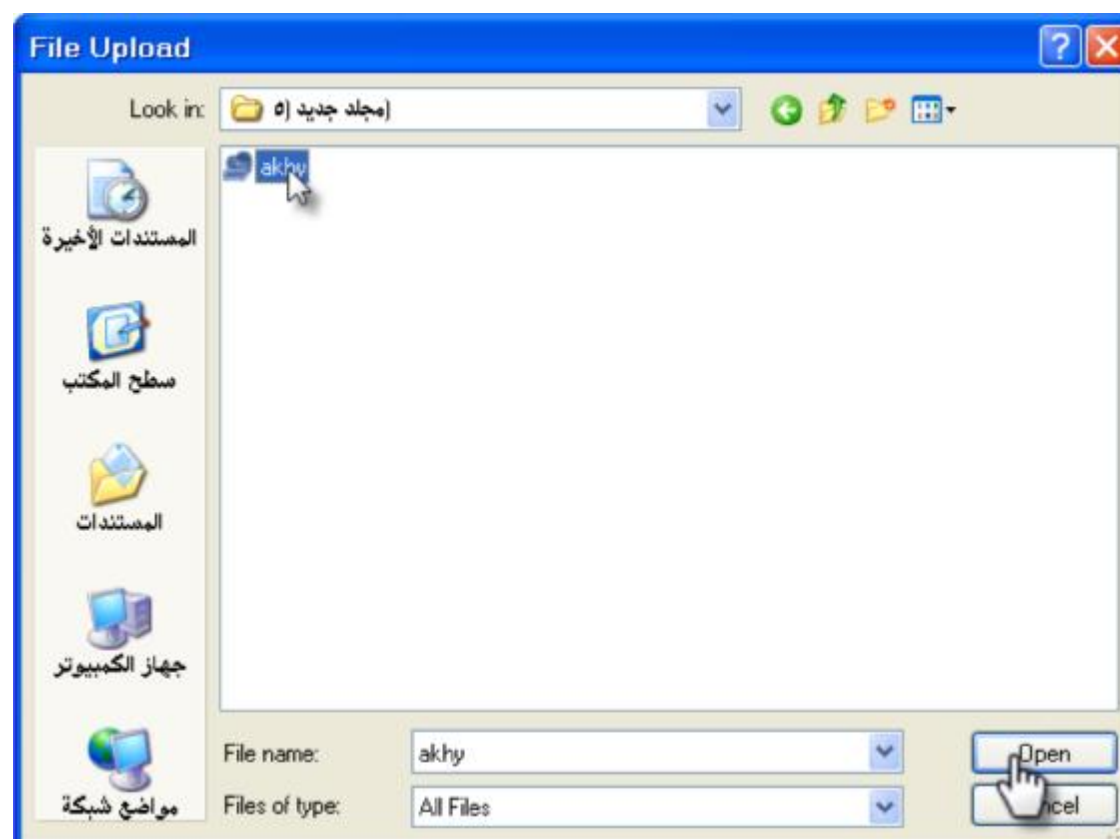 File Upload
Look in:
(مجلد جديد (٥
akhy
المستندات الأخيرة
سطح المكتب
المستندات
جهاز الكمبيوتر
مواضع شبكة
File name:
akhy
Open
Files of type:
All Files